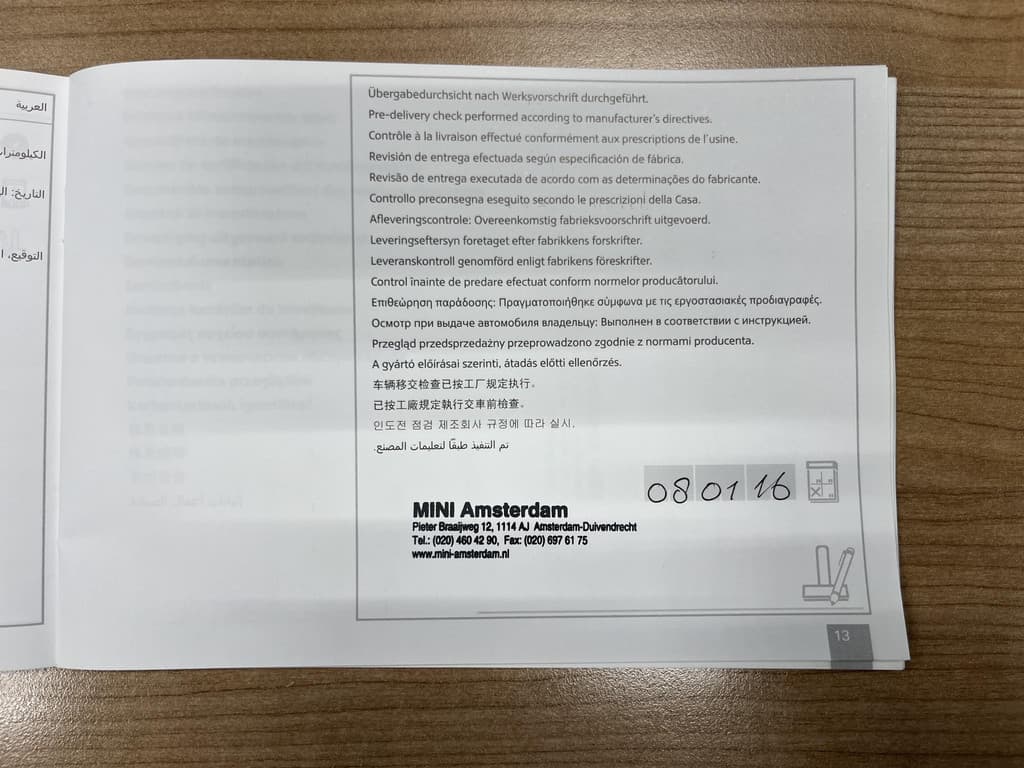 العربية
التاريخ:
Übergabedurchsicht nach Werksvorschrift durchgeführt.
Pre-delivery check performed according to manufacturer's directives.
Contrôle à la livraison effectué conformément aux prescriptions de l'usine.
Revisión de entrega efectuada según especificación de fábrica.
Revisão de entrega executada de acordo com as determinações do fabricante.
Controllo preconsegna eseguito secondo le prescrizioni della Casa.
Afleveringscontrole: Overeenkomstig fabrieksvoorschrift uitgevoerd.
Leveringseftersyn foretaget efter fabrikkens forskrifter.
Leveranskontroll genomförd enligt fabrikens föreskrifter.
Control înainte de predare efectuat conform normelor producătorului.
Επιθεώρηση παράδοσης: Πραγματοποιήθηκε σύμφωνα με τις εργοστασιακές προδιαγραφές.
Осмотр при выдаче автомобиля владельцу: Выполнен в соответствии с инструкцией.
Przegląd przedsprzedażny przeprowadzono zgodnie z normami producenta.
A gyártó előírásai szerinti, átadás előtti ellenőrzés.
车辆移交检查已按工厂规定执行。
已按工廠規定執行交車前檢查。
인도전 점검 제조회사 규정에 따라 실시.
تم التنفيذ طبقًا لتعليمات المصنع.
08 01 16
MINI Amsterdam
Pieter Braaijweg 12, 1114 AJ Amsterdam-Duivendrecht
Tel.: (020) 460 42 90, Fax: (020) 697 61 75
www.mini-amsterdam.nl
13